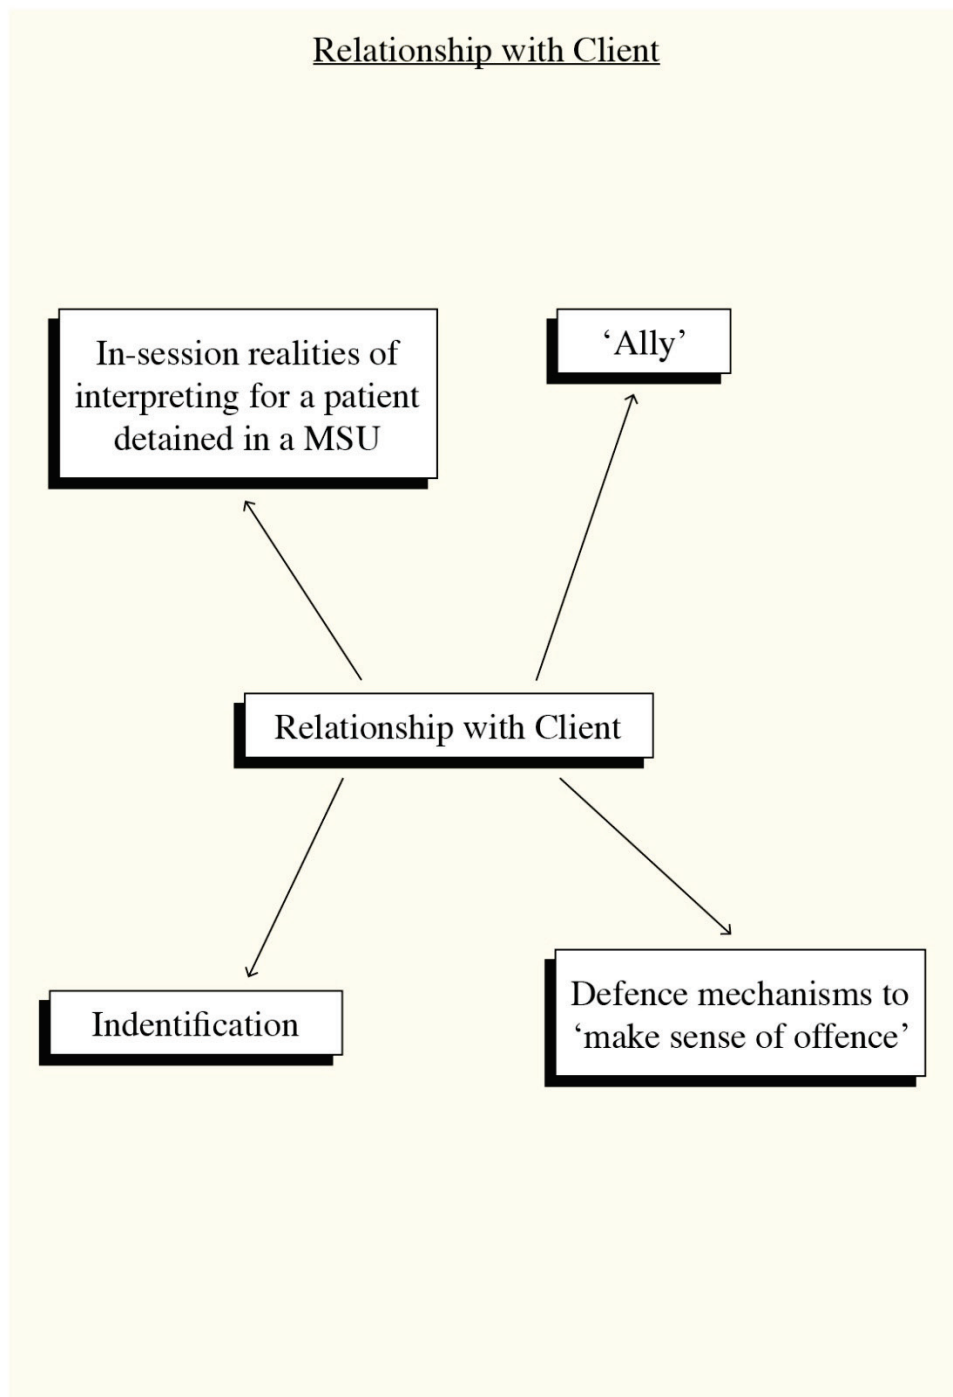 Relationship with Client
In-session realities of
interpreting for a patient
detained in a MSU
‘Ally’
Relationship with Client
Indentification
Defence mechanisms to
‘make sense of offence’